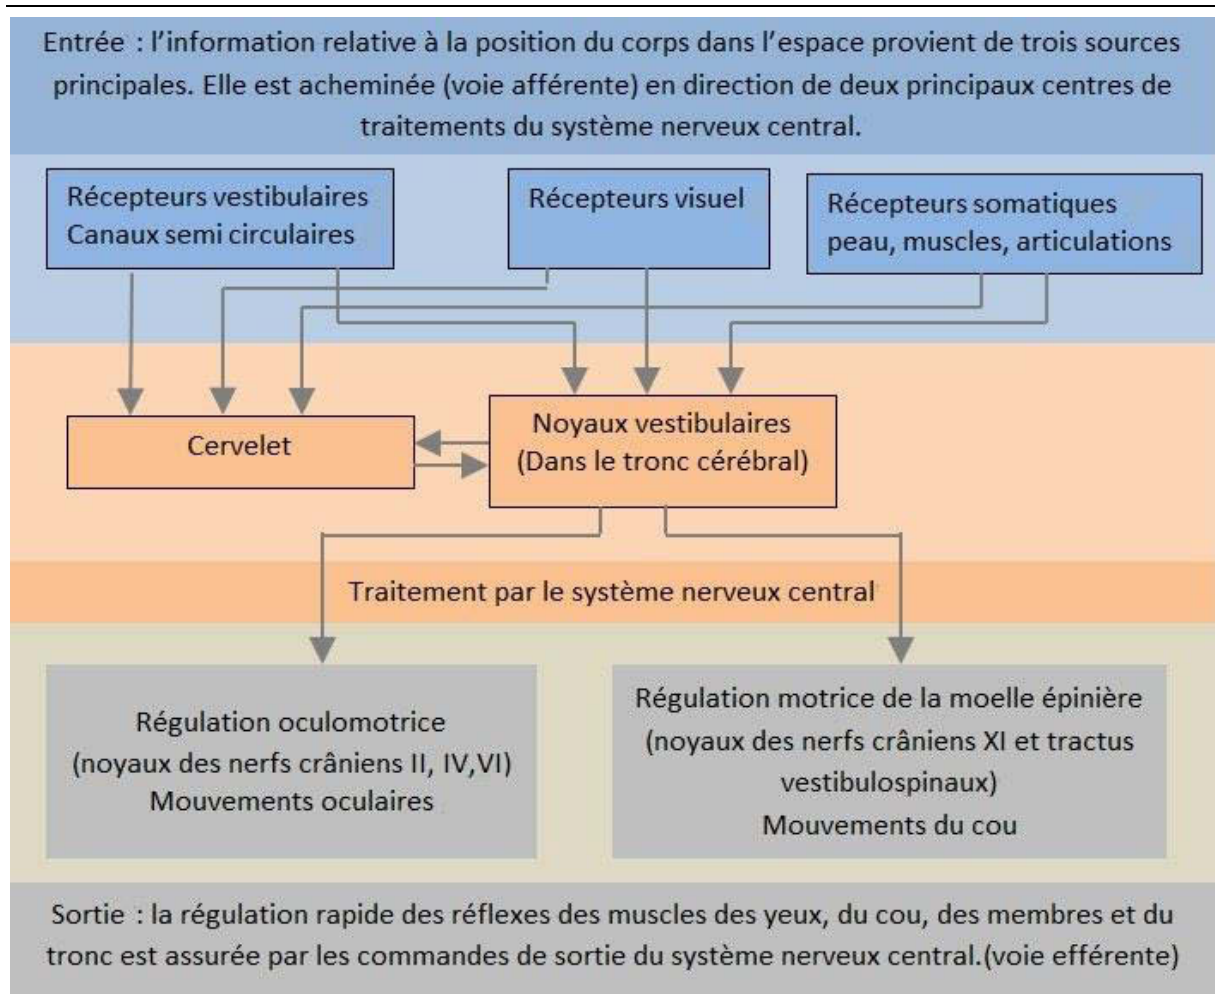 Entrée : l’information relative à la position du corps dans l’espace provient de trois sources
principales. Elle est acheminée (voie afférente) en direction de deux principaux centres de
traitements du système nerveux central.
Récepteurs vestibulaires
Canaux semi circulaires
Récepteurs visuel
Récepteurs somatiques
peau, muscles, articulations
Cervelet
Noyaux vestibulaires
(Dans le tronc cérébral)
Traitement par le système nerveux central
Régulation oculomotrice
(noyaux des nerfs crâniens II, IV,VI)
Mouvements oculaires
Régulation motrice de la moelle épinière
(noyaux des nerfs crâniens XI et tractus
vestibulospinaux)
Mouvements du cou
Sortie : la régulation rapide des réflexes des muscles des yeux, du cou, des membres et du
tronc est assurée par les commandes de sortie du système nerveux central.(voie efférente)